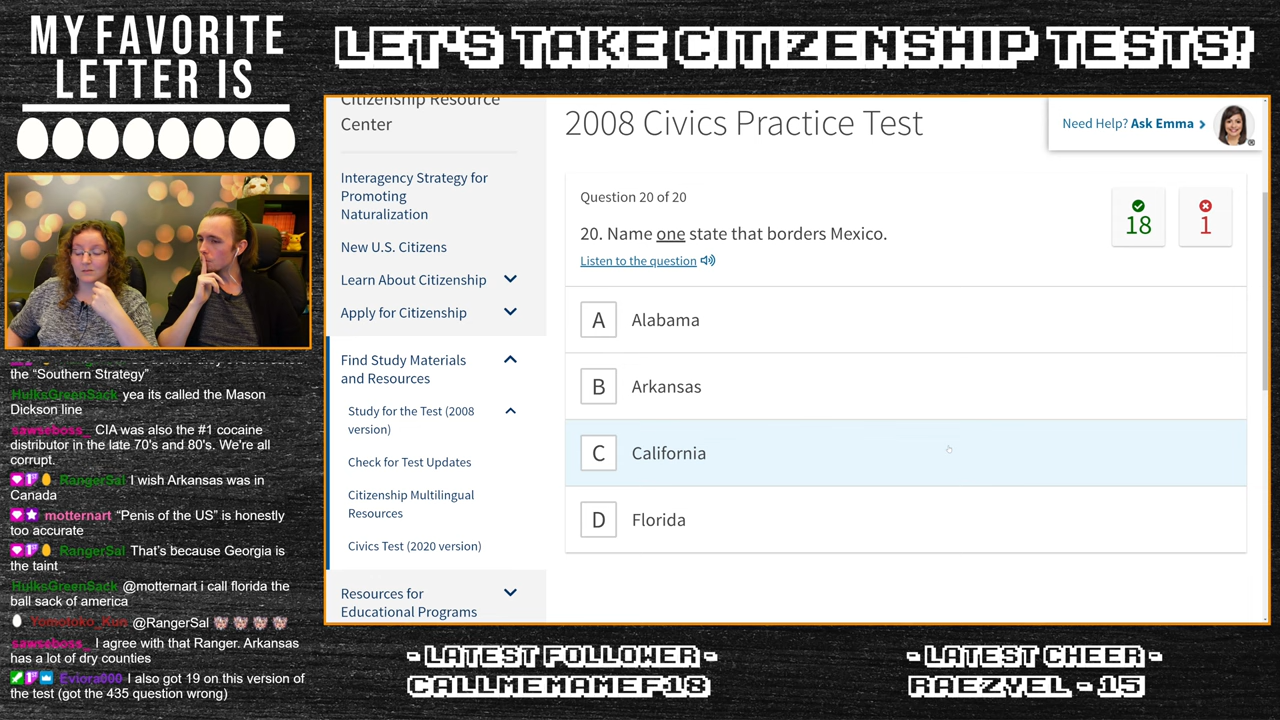 MY FAVORITE
LETTER IS
LET'S TAKE CITIZENSHIP TESTS!
Citizenship Resource
Center
Interagency Strategy for
Promoting
Naturalization
New U.S. Citizens
Learn About Citizenship
Apply for Citizenship
Find Study Materials
and Resources
Study for the Test (2008
version)
Check for Test Updates
Citizenship Multilingual
Resources
Civics Test (2020 version)
Resources for
Educational Programs
2008 Civics Practice Test
Need Help? Ask Emma
Question 20 of 20
18
1
20. Name one state that borders Mexico.
Listen to the question
A Alabama
B Arkansas
C California
D Florida
the “Southern Strategy”
HulksGreenSack yea its called the Mason
Dickson line
sawseboss_ CIA was also the #1 cocaine
distributor in the late 70's and 80's. We're all
corrupt.
RangerSal I wish Arkansas was in
Canada
motternart “Penis of the US” is honestly
too accurate
RangerSal That’s because Georgia is
the taint
HulksGreenSack @motternart i call florida the
ball sack of america
Yomotoko_Kun @RangerSal
sawseboss_ I agree with that Ranger. Arkansas
has a lot of dry counties
Evlora000 I also got 19 on this version of
the test (got the 435 question wrong)
- LATEST FOLLOWER -
CALLMEMAMEF18
- LATEST CHEER -
RAEZYEL - 15